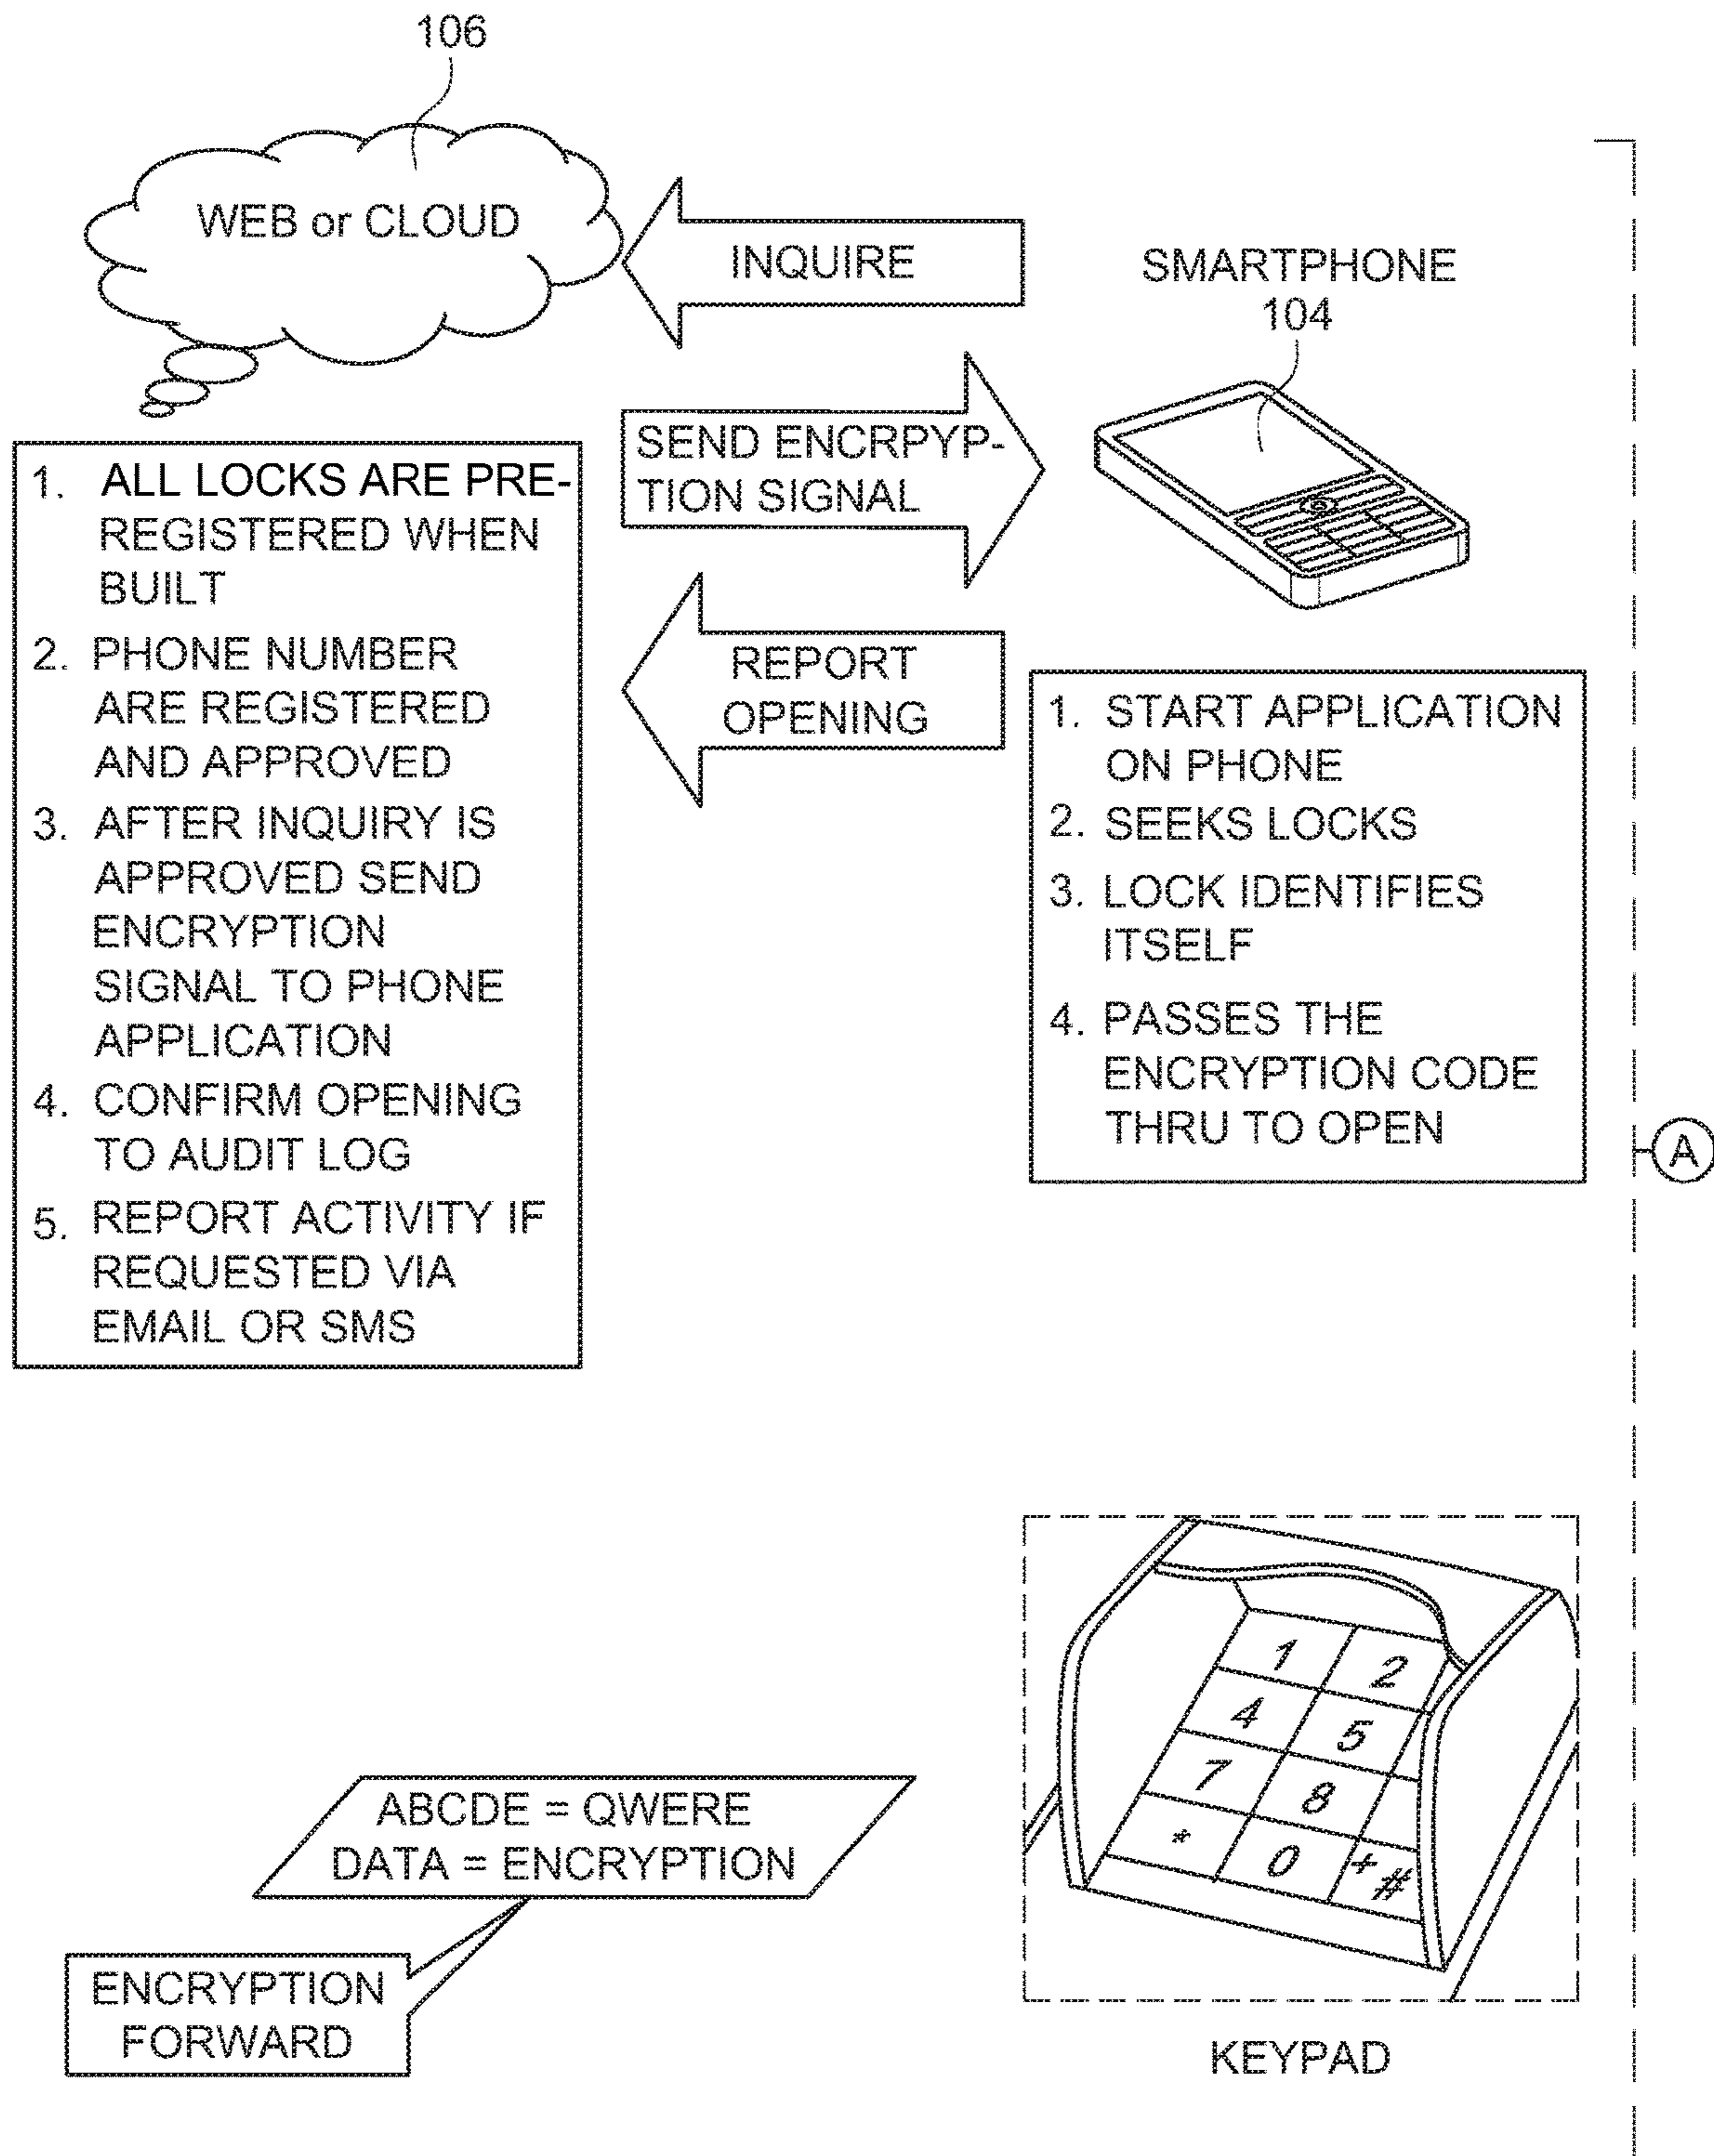 106
WEB or CLOUD
INQUIRE
SMARTPHONE
104
SEND ENCRPYP-
TION SIGNAL
REPORT
OPENING
1. ALL LOCKS ARE PRE-
REGISTERED WHEN
BUILT
2. PHONE NUMBER
ARE REGISTERED
AND APPROVED
3. AFTER INQUIRY IS
APPROVED SEND
ENCRYPTION
SIGNAL TO PHONE
APPLICATION
4. CONFIRM OPENING
TO AUDIT LOG
5. REPORT ACTIVITY IF
REQUESTED VIA
EMAIL OR SMS
1. START APPLICATION
ON PHONE
2. SEEKS LOCKS
3. LOCK IDENTIFIES
ITSELF
4. PASSES THE
ENCRYPTION CODE
THRU TO OPEN
A
1 2
4 5
7 8
* 0 + #
KEYPAD
ABCDE = QWERE
DATA = ENCRYPTION
ENCRYPTION
FORWARD